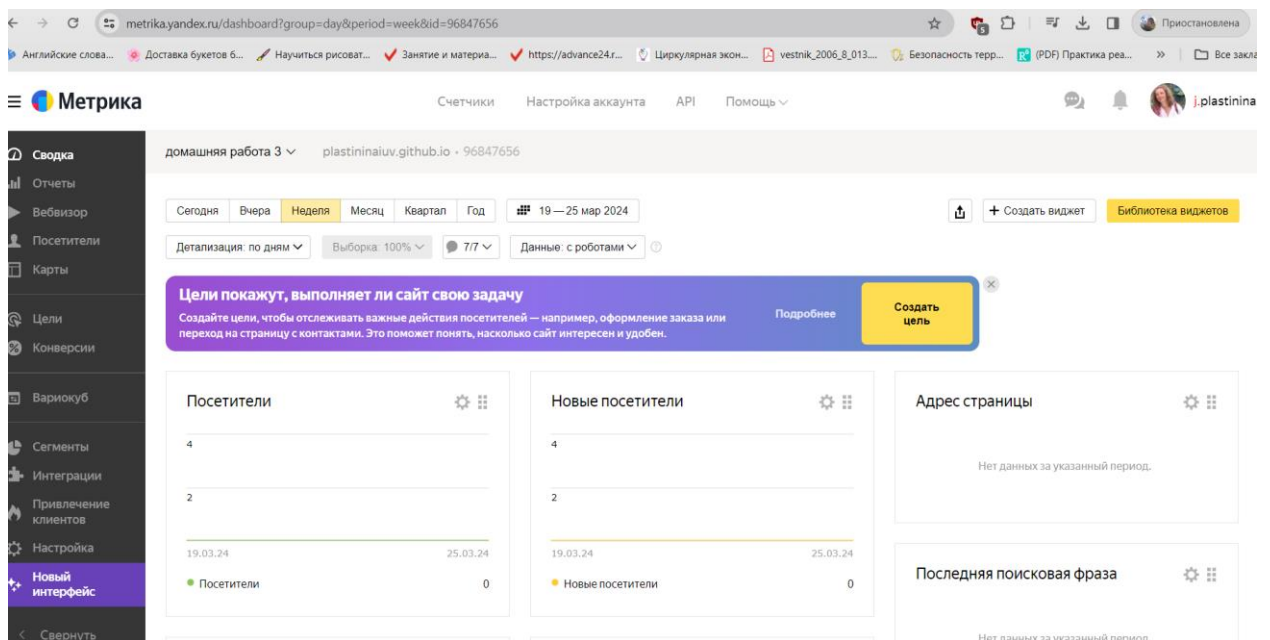 metrika.yandex.ru/dashboard?group=day&period=week&id=96847656
Приостановлена
Английские слова...
Доставка букетов б...
Научиться рисоват...
Занятие и материа...
https://advance24.r...
Циркулярная экон...
vestnik_2006_8_013....
Безопасность терр...
(PDF) Практика реа...
»
Все закла
Метрика
Счетчики
Настройка аккаунта
API
Помощь
j.plastinina
Сводка
Отчеты
Вебвизор
Посетители
Карты
Цели
Конверсии
Вариокуб
Сегменты
Интеграции
Привлечение
клиентов
Настройка
Новый
интерфейс
Свернуть
домашняя работа 3
plastininaiuv.github.io • 96847656
Сегодня
Вчера
Неделя
Месяц
Квартал
Год
19 — 25 мар 2024
+ Создать виджет
Библиотека виджетов
Детализация: по дням
Выборка: 100%
7/7
Данные: с роботами
Цели покажут, выполняет ли сайт свою задачу
Создайте цели, чтобы отслеживать важные действия посетителей — например, оформление заказа или
переход на страницу с контактами. Это поможет понять, насколько сайт интересен и удобен.
Подробнее
Создать
цель
Посетители
4
2
19.03.24
25.03.24
Посетители
0
Новые посетители
4
2
19.03.24
25.03.24
Новые посетители
0
Адрес страницы
Нет данных за указанный период.
Последняя поисковая фраза
Нет данных за указанный период.